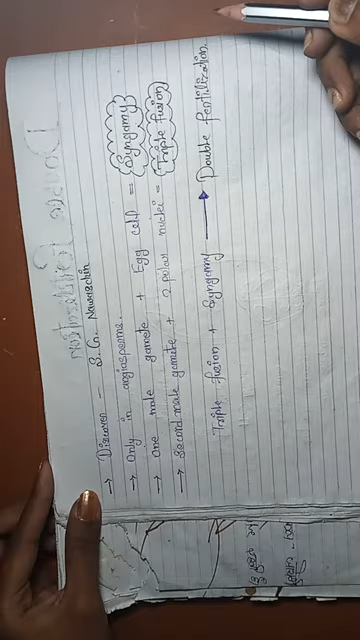 Double Fertilization
→ Discover - S.G. Nawaschin
→ Only in angiosperms.
→ One male gamete + Egg cell = Syngamy
→ Second male gamete + 2 polar nuclei = Triple fusion
Triple fusion + Syngamy → Double fertilization.